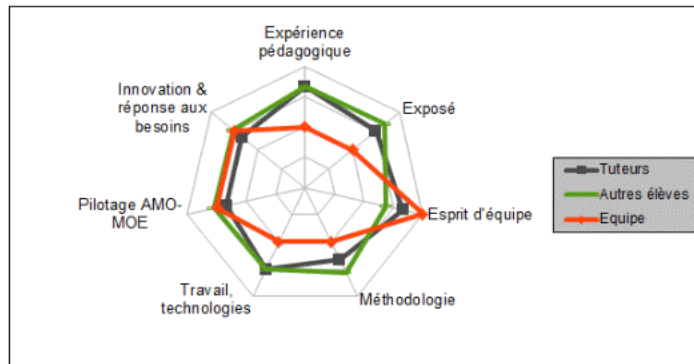 Expérience
pédagogique
Innovation &
réponse aux
besoins
Exposé
Pilotage AMO-
MOE
Esprit d'équipe
Travail,
technologies
Méthodologie
Tuteurs
Autres élèves
Equipe